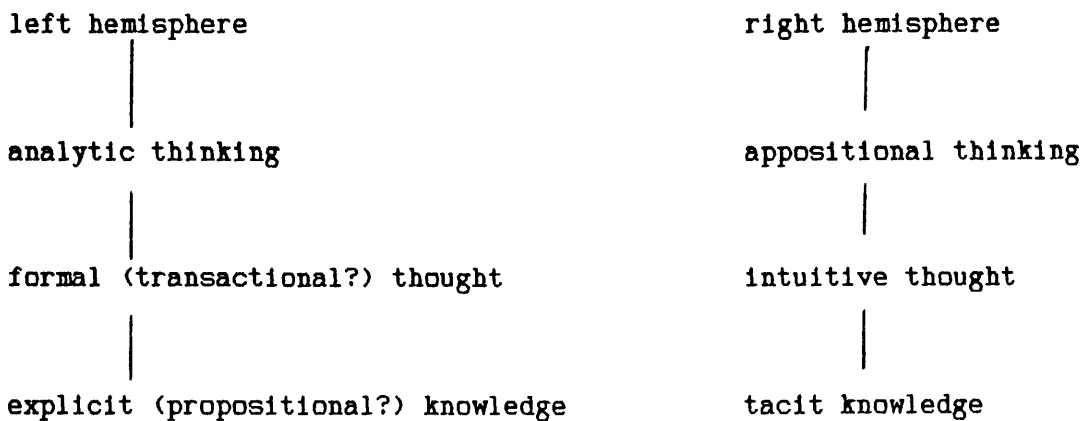 left hemisphere right hemisphere
analytic thinking appositional thinking
formal (transactional?) thought intuitive thought
explicit (propositional?) knowledge tacit knowledge